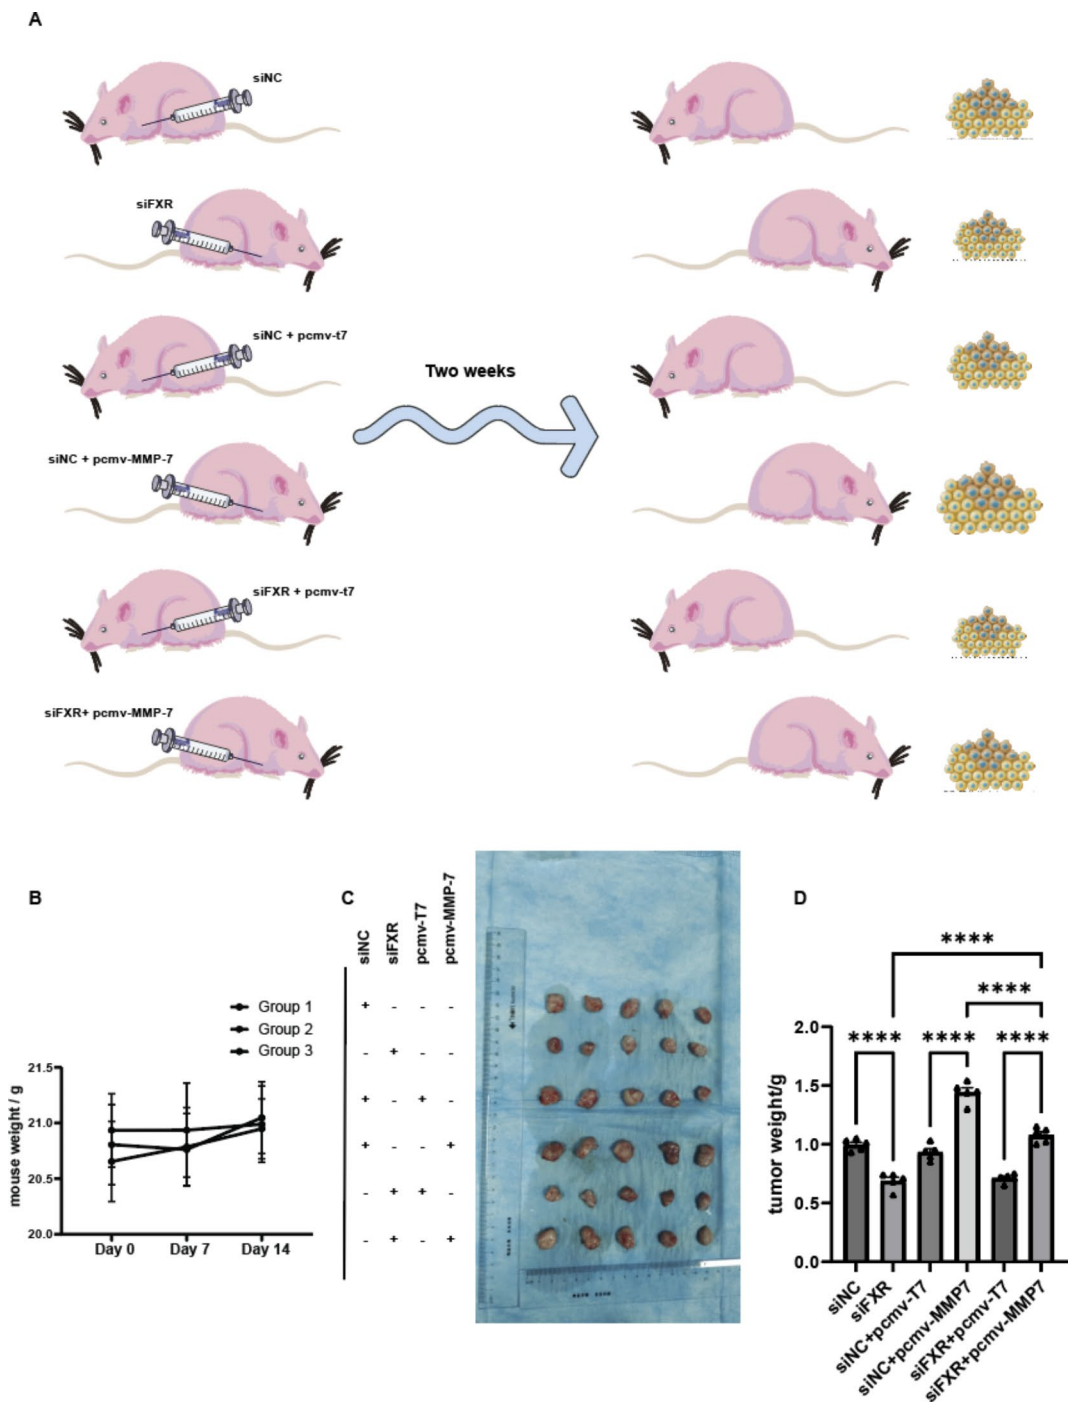 A
siNC
siFXR
siNC + pcmv-t7
Two weeks
siNC + pcmv-MMP-7
siFXR + pcmv-t7
siFXR+ pcmv-MMP-7
B
Group 1
Group 2
Group 3
mouse weight / g
21.5
21.0
20.5
20.0
Day 0 Day 7 Day 14
C
siNC siFXR pcmv-T7 pcmv-MMP-7
+ - - -
- + - -
+ - + -
+ - - +
- + + -
- + - +
D
****
****
**** **** ****
tumor weight/g
2.0
1.5
1.0
0.5
0.0
siNC
siFXR
siNC+pcmv-T7
siNC+pcmv-MMP7
siFXR+pcmv-T7
siFXR+pcmv-MMP7